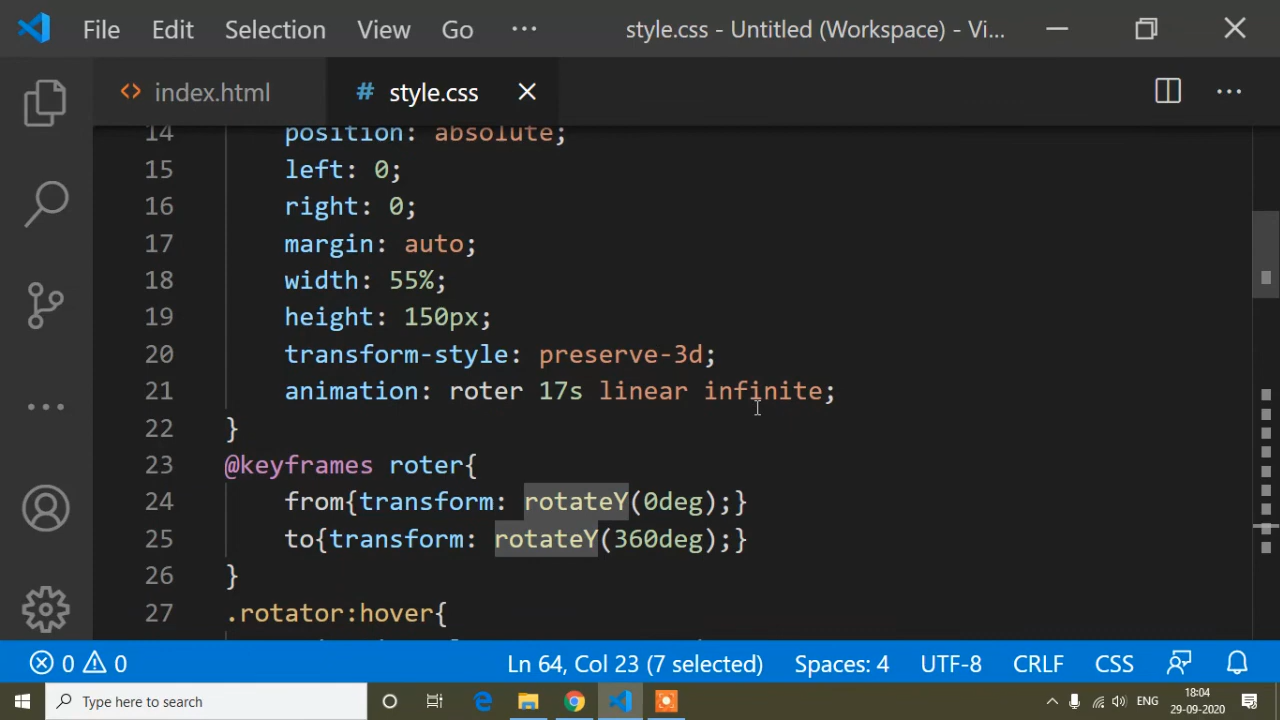 File Edit Selection View Go ··· style.css - Untitled (Workspace) - Vi...
<> index.html # style.css
14 position: absolute;
15 left: 0;
16 right: 0;
17 margin: auto;
18 width: 55%;
19 height: 150px;
20 transform-style: preserve-3d;
21 animation: roter 17s linear infinite;
22 }
23 @keyframes roter{
24 from{transform: rotateY(0deg);}
25 to{transform: rotateY(360deg);}
26 }
27 .rotator:hover{
0 0 Ln 64, Col 23 (7 selected) Spaces: 4 UTF-8 CRLF CSS
Type here to search ENG 18:04
29-09-2020